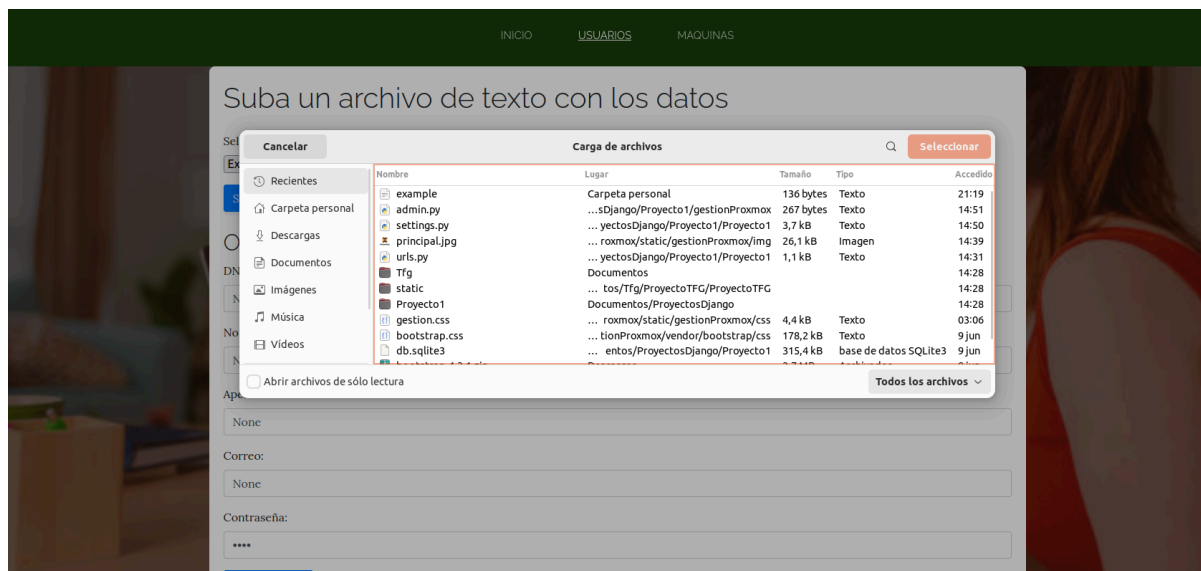 INICIO USUARIOS MAQUINAS
Suba un archivo de texto con los datos
Sel
Ex
S
O
DN
N
No
N
Ape
None
Correo:
None
Contraseña:
••••
Cancelar Carga de archivos Seleccionar
Recientes
Carpeta personal
Descargas
Documentos
Imágenes
Música
Vídeos
Nombre Lugar Tamaño Tipo Accedido
example Carpeta personal 136 bytes Texto 21:19
admin.py ...sDjango/Proyecto1/gestionProxmox 267 bytes Texto 14:51
settings.py ... yectosDjango/Proyecto1/Proyecto1 3,7 kB Texto 14:50
principal.jpg ... roxmox/static/gestionProxmox/img 26,1 kB Imagen 14:39
urls.py ... yectosDjango/Proyecto1/Proyecto1 1,1 kB Texto 14:31
Tfg Documentos 14:28
static ... tos/Tfg/ProyectoTFG/ProyectoTFG 14:28
Proyecto1 Documentos/ProyectosDjango 14:28
gestion.css ... roxmox/static/gestionProxmox/css 4,4 kB Texto 03:06
bootstrap.css ... tionProxmox/vendor/bootstrap/css 178,2 kB Texto 9 jun
db.sqlite3 ... entos/ProyectosDjango/Proyecto1 315,4 kB base de datos SQLite3 9 jun
Abrir archivos de sólo lectura Todos los archivos